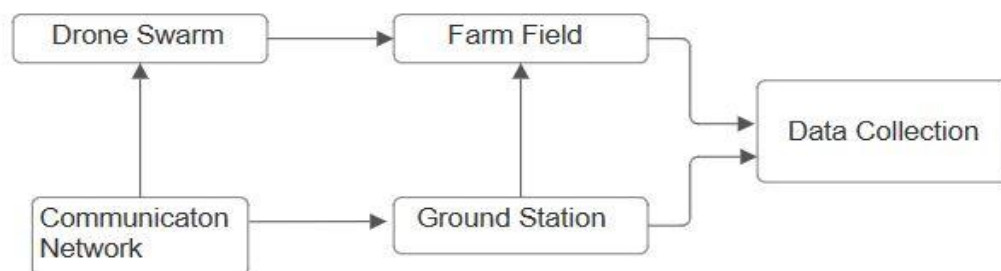 Drone Swarm
Farm Field
Data Collection
Communicaton
Network
Ground Station